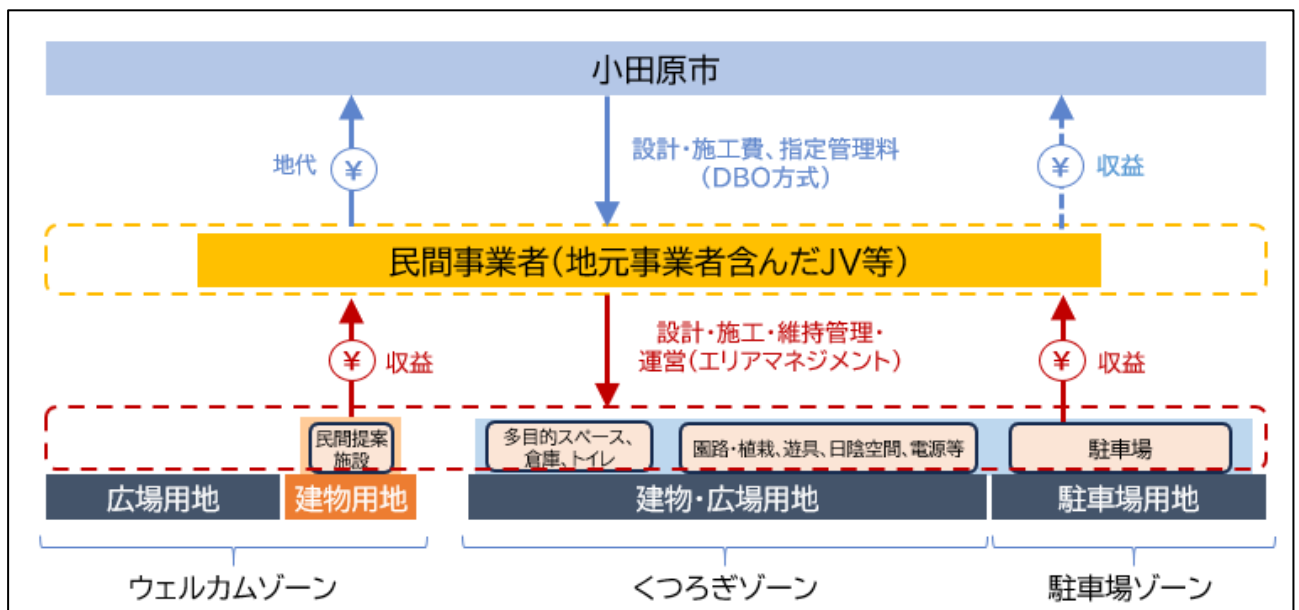 小田原市
地代
¥
設計・施工費、指定管理料
(DBO方式)
¥
収益
民間事業者(地元事業者含んだJV等)
¥
収益
設計・施工・維持管理・
運営(エリアマネジメント)
¥
収益
民間提案
施設
多目的スペース、
倉庫、トイレ
園路・植栽、遊具、日陰空間、電源等
駐車場
広場用地
建物用地
建物・広場用地
駐車場用地
ウェルカムゾーン
くつろぎゾーン
駐車場ゾーン